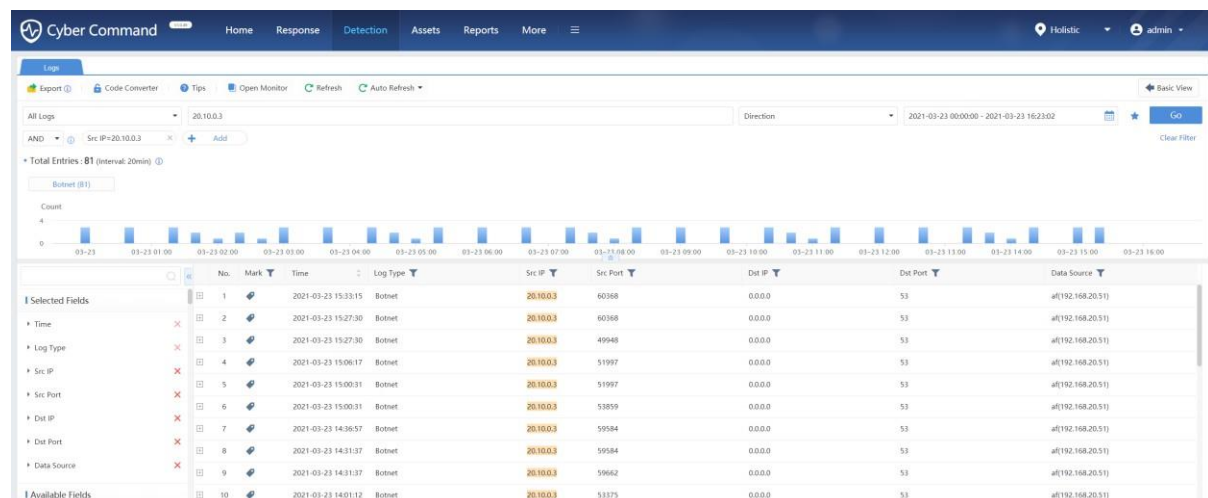 Cyber Command Home Response Detection Assets Reports More Holistic admin
Logs
Export Code Converter Tips Open Monitor Refresh Auto Refresh Basic View
All Logs 20.10.0.3 Direction 2021-03-23 00:00:00 - 2021-03-23 16:23:02 Go
AND Src IP=20.10.0.3 Add Clear Filter
Total Entries : 81 (Interval: 20min)
Botnet (81)
Count
4
0
03-23 03-23 01:00 03-23 02:00 03-23 03:00 03-23 04:00 03-23 05:00 03-23 06:00 03-23 07:00 03-23 08:00 03-23 09:00 03-23 10:00 03-23 11:00 03-23 12:00 03-23 13:00 03-23 14:00 03-23 15:00 03-23 16:00
No. Mark Time Log Type Src IP Src Port Dst IP Dst Port Data Source
Selected Fields
Time
Log Type
Src IP
Src Port
Dst IP
Dst Port
Data Source
Available Fields
1 2021-03-23 15:33:15 Botnet 20.10.0.3 60368 0.0.0.0 53 af(192.168.20.51)
2 2021-03-23 15:27:30 Botnet 20.10.0.3 60368 0.0.0.0 53 af(192.168.20.51)
3 2021-03-23 15:27:30 Botnet 20.10.0.3 49948 0.0.0.0 53 af(192.168.20.51)
4 2021-03-23 15:06:17 Botnet 20.10.0.3 51997 0.0.0.0 53 af(192.168.20.51)
5 2021-03-23 15:00:31 Botnet 20.10.0.3 51997 0.0.0.0 53 af(192.168.20.51)
6 2021-03-23 15:00:31 Botnet 20.10.0.3 53859 0.0.0.0 53 af(192.168.20.51)
7 2021-03-23 14:36:57 Botnet 20.10.0.3 59584 0.0.0.0 53 af(192.168.20.51)
8 2021-03-23 14:31:37 Botnet 20.10.0.3 59584 0.0.0.0 53 af(192.168.20.51)
9 2021-03-23 14:31:37 Botnet 20.10.0.3 59662 0.0.0.0 53 af(192.168.20.51)
10 2021-03-23 14:01:12 Botnet 20.10.0.3 53375 0.0.0.0 53 af(192.168.20.51)